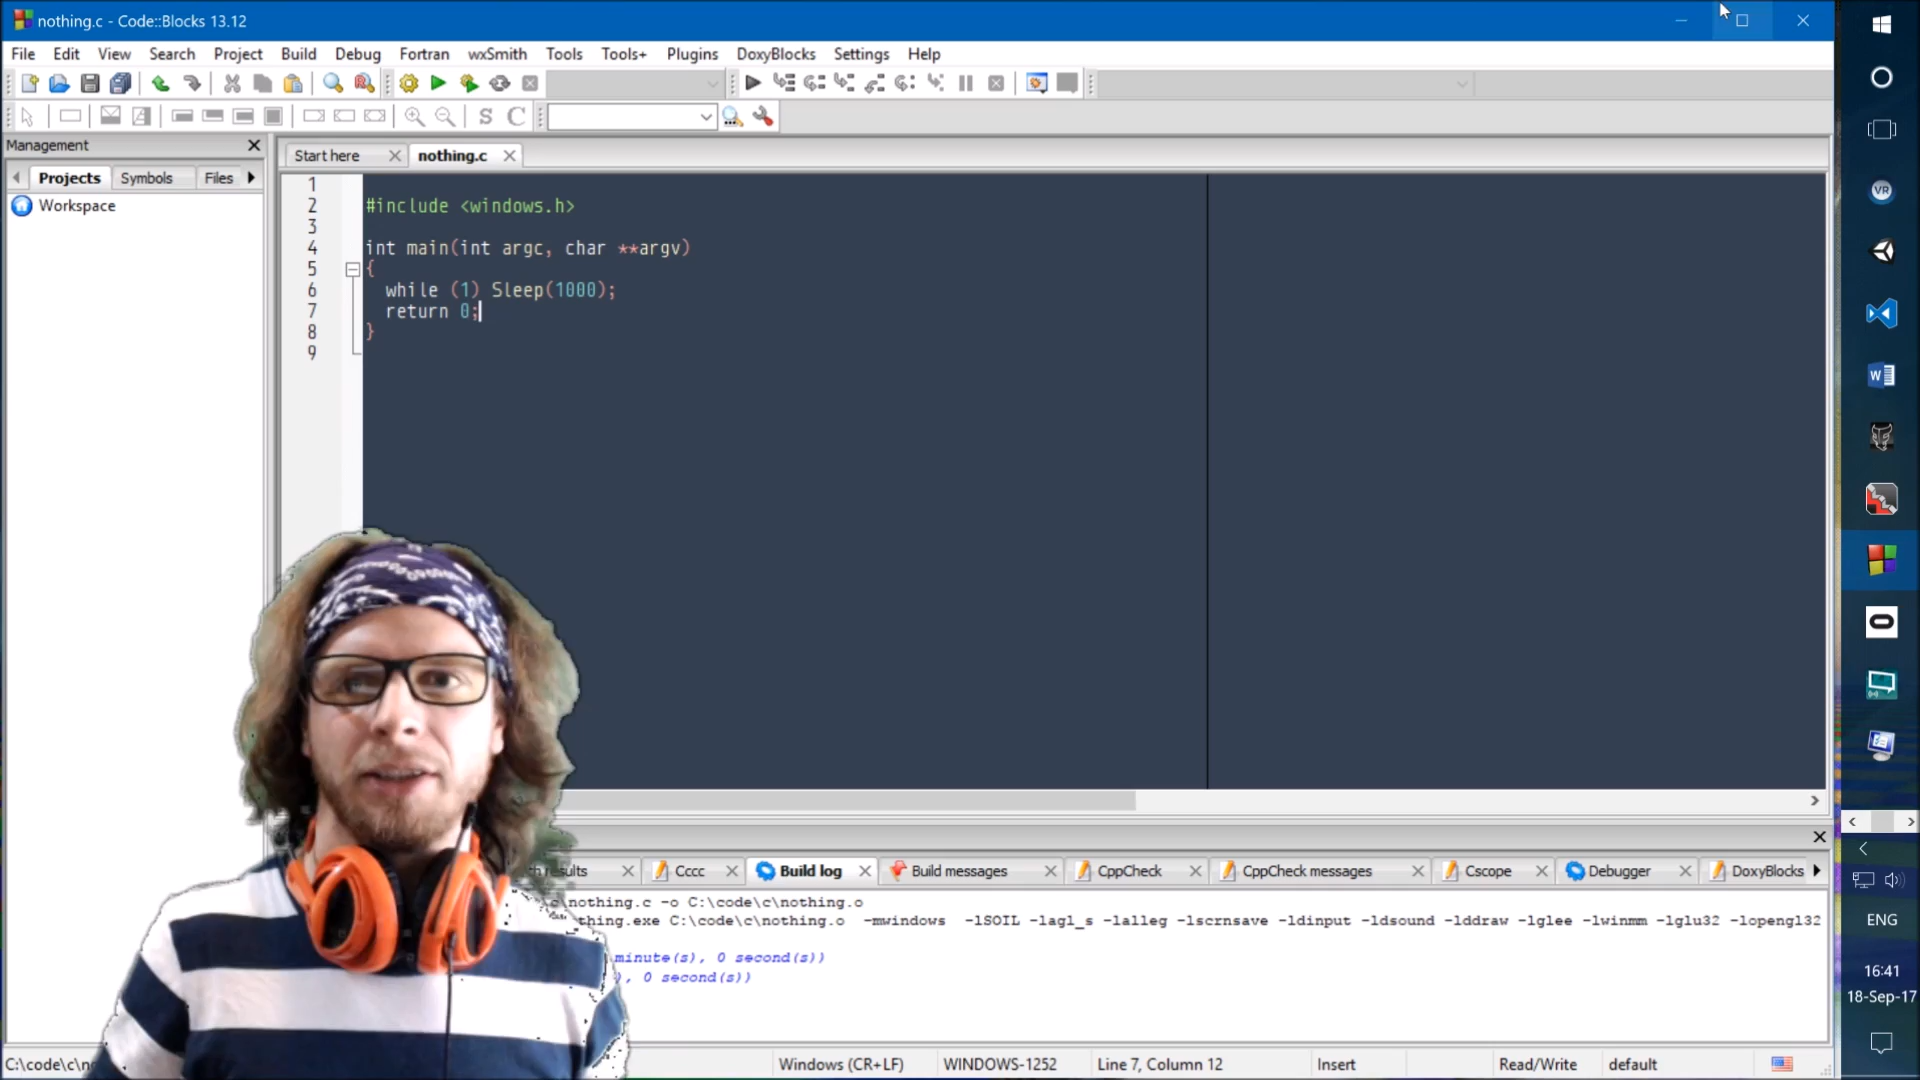 nothing.c - Code::Blocks 13.12
File Edit View Search Project Build Debug Fortran wxSmith Tools Tools+ Plugins DoxyBlocks Settings Help
S C
Management
Projects Symbols Files
Workspace
Start here nothing.c
1
2 #include <windows.h>
3
4 int main(int argc, char **argv)
5 {
6 while (1) Sleep(1000);
7 return 0;
8 }
9
results Cccc Build log Build messages CppCheck CppCheck messages Cscope Debugger DoxyBlocks
c\nothing.c -o C:\code\c\nothing.o
thing.exe C:\code\c\nothing.o -mwindows -lSOIL -lagl_s -lalleg -lscrnsave -ldinput -ldsound -lddraw -lglee -lwinmm -lglu32 -lopengl32
minute(s), 0 second(s))
), 0 second(s))
C:\code\c\n Windows (CR+LF) WINDOWS-1252 Line 7, Column 12 Insert Read/Write default
VR
W
ENG
16:41
18-Sep-17